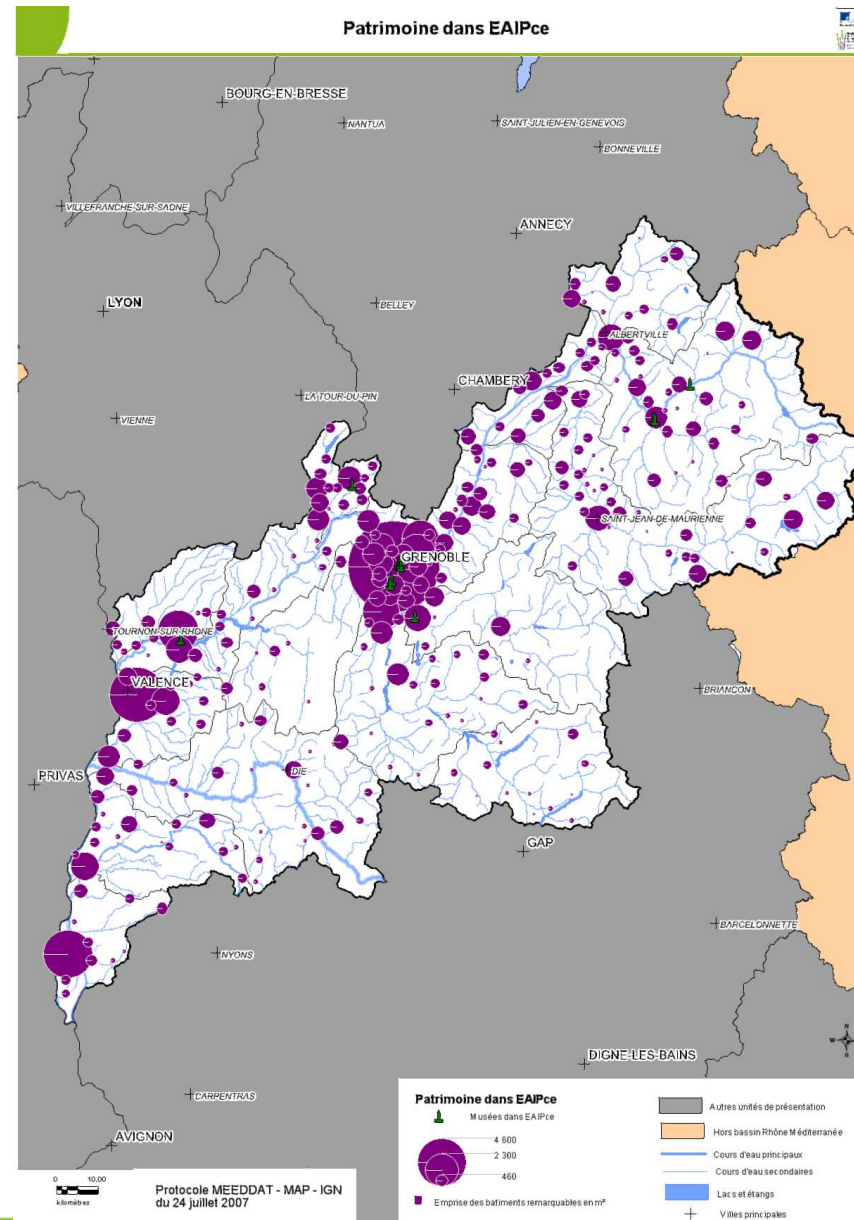 Patrimoine dans EAIPce
BOURG-EN-BRESSE
NANTUA
SAINT-JULIEN-EN-GENEVOIS
BONNEVILLE
VILLEFRANCHE-SUR-SAONE
ANNECY
LYON
BELLEY
ALBERTVILLE
CHAMBERY
LA TOUR-DU-PIN
VIENNE
SAINT-JEAN-DE-MAURIENNE
GRENOBLE
TOURNON-SUR-RHONE
VALENCE
BRIANCON
PRIVAS
DIE
GAP
BARCELONNETTE
NYONS
DIGNE-LES-BAINS
CARPENTRAS
AVIGNON
N
W
S
Patrimoine dans EAIPce
Musées dans EAIPce
4 600
2 300
460
Emprise des batiments remarquables en m²
Autres unités de présentation
Hors bassin Rhône Méditerranée
Cours d'eau principaux
Cours d'eau secondaires
Lacs et étangs
Villes principales
0 10,00
kilomètres
Protocole MEEDDAT - MAP - IGN
du 24 juillet 2007